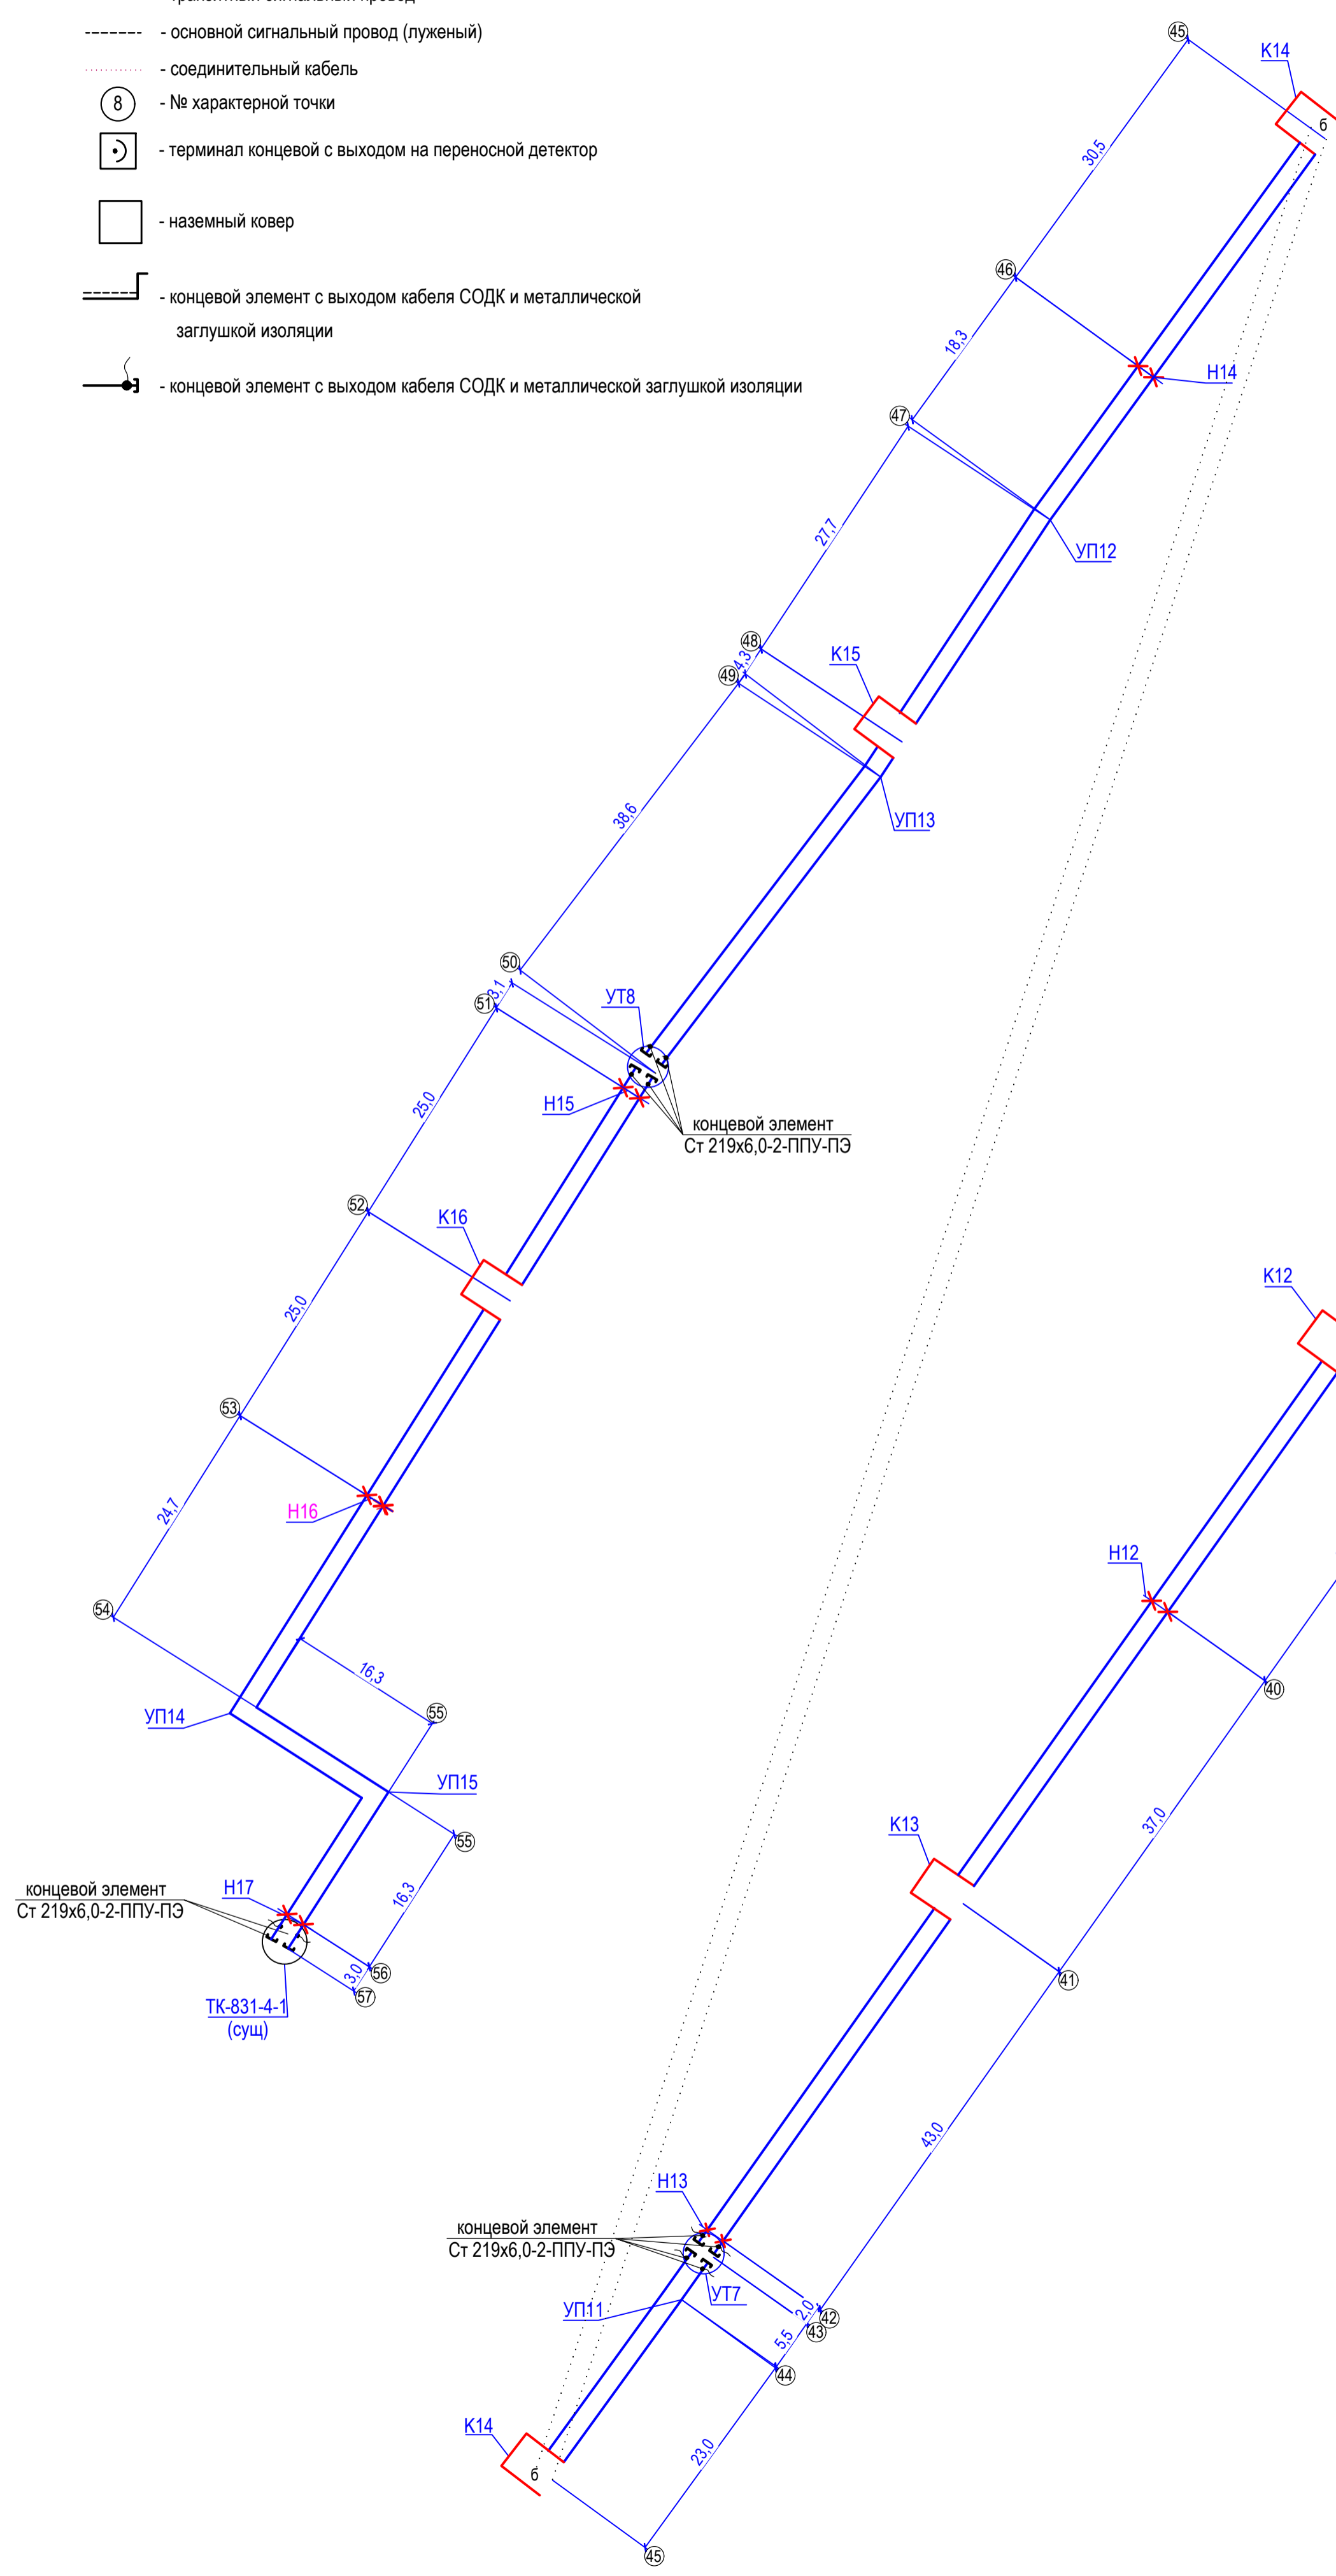 транзитный сигнальный провод
- основной сигнальный провод (луженый)
- соединительный кабель
8
- № характерной точки
- терминал концевой с выходом на переносной детектор
- наземный ковер
- концевой элемент с выходом кабеля СОДК и металлической
заглушкой изоляции
- концевой элемент с выходом кабеля СОДК и металлической заглушкой изоляции
45
К14
б
30,5
46
18,3
Н14
47
27,7
УП12
48
К15
4,3
49
38,6
УП13
50
3,1
51
УТ8
25,0
Н15
концевой элемент
Ст 219х6,0-2-ППУ-ПЭ
52
К16
25,0
53
24,7
Н16
54
16,3
55
УП14
УП15
55
16,3
концевой элемент
Ст 219х6,0-2-ППУ-ПЭ
Н17
3,0
56
57
ТК-831-4-1
(сущ)
К12
Н12
40
37,0
К13
41
43,0
Н13
концевой элемент
Ст 219х6,0-2-ППУ-ПЭ
УТ7
2,0
42
43
УП11
5,5
44
К14
23,0
б
45